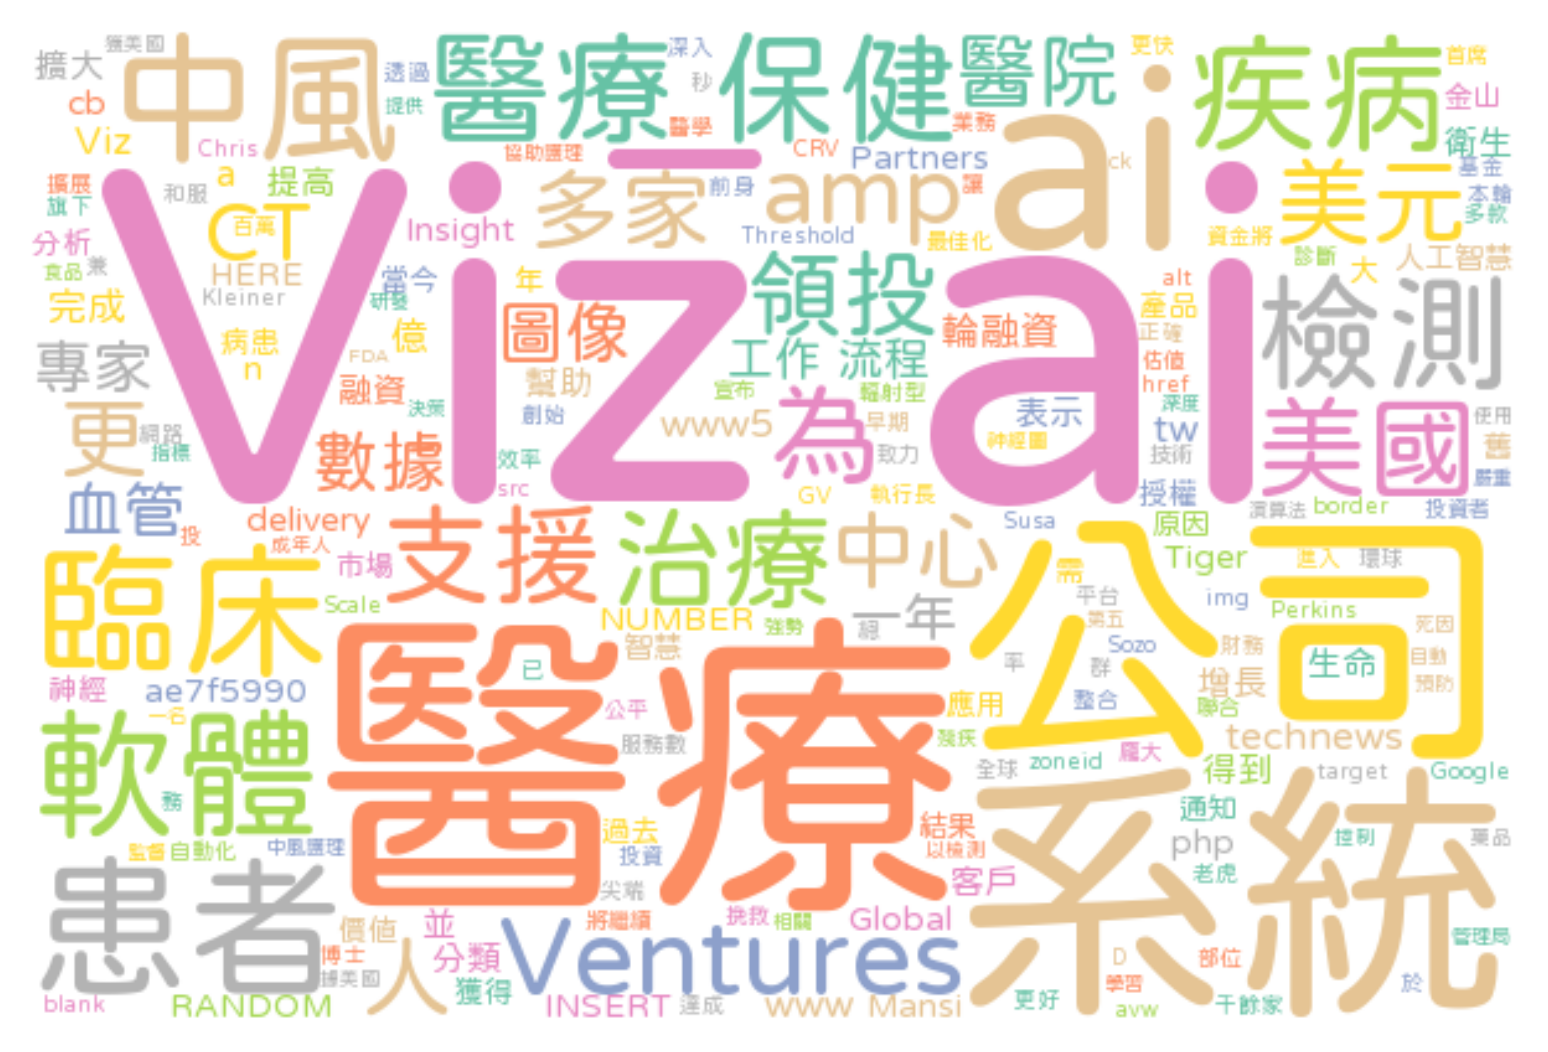 獲美國
擴大
中風
透過
醫療保健
深入
秒
醫院
更快
疾病
首席
cb
提供
醫學
業務
金山
Viz
Chris
協助護理
一
CRV
Partners
ai
ck
衛生
擴展
a
提高
和服
多家
前身
amp
讓
美元
基金
本輪
旗下
CT
百萬
Insight
Threshold
最佳化
資金將
多款
分析
Viz
ai
食品
兼
HERE
當今
年
領投
alt
診斷
大
人工智慧
Kleiner
研發
完成
億
圖像
輪融資
產品
檢測
病患
正確
專家
FDA
n
融資
幫助
工作
流程
估值
href
決策
宣布
輻射型
為
更
網路
創始
www5
早期
表示
深度
美國
使用
指標
數據
神經圖
tw
舊
效率
致力
技術
血管
src
GV
執行長
授權
嚴重
delivery
支援
治療
中心
Susa
原因
演算法
border
投資者
投
成年人
市場
公司
Tiger
進入
環球
臨床
Scale
需
平台
img
NUMBER
強勢
一年
總
第五
Perkins
死因
醫療
智慧
Sozo
財務
神經
ae7f5990
已
率
群
生命
自動
增長
預防
一名
公平
應用
整合
聯合
軟體
服務數
殘疾
technews
龐大
zoneid
全球
得到
target
Google
務
系統
通知
監督
自動化
中風護理
過去
結果
php
控制
藥品
投資
以檢測
患者
尖端
客戶
老虎
價值
並
將繼續
挽救
相關
Global
管理局
博士
人
分類
Ventures
D
部位
據美國
獲得
學習
於
blank
RANDOM
INSERT
達成
www
Mansi
更好
avw
千餘家